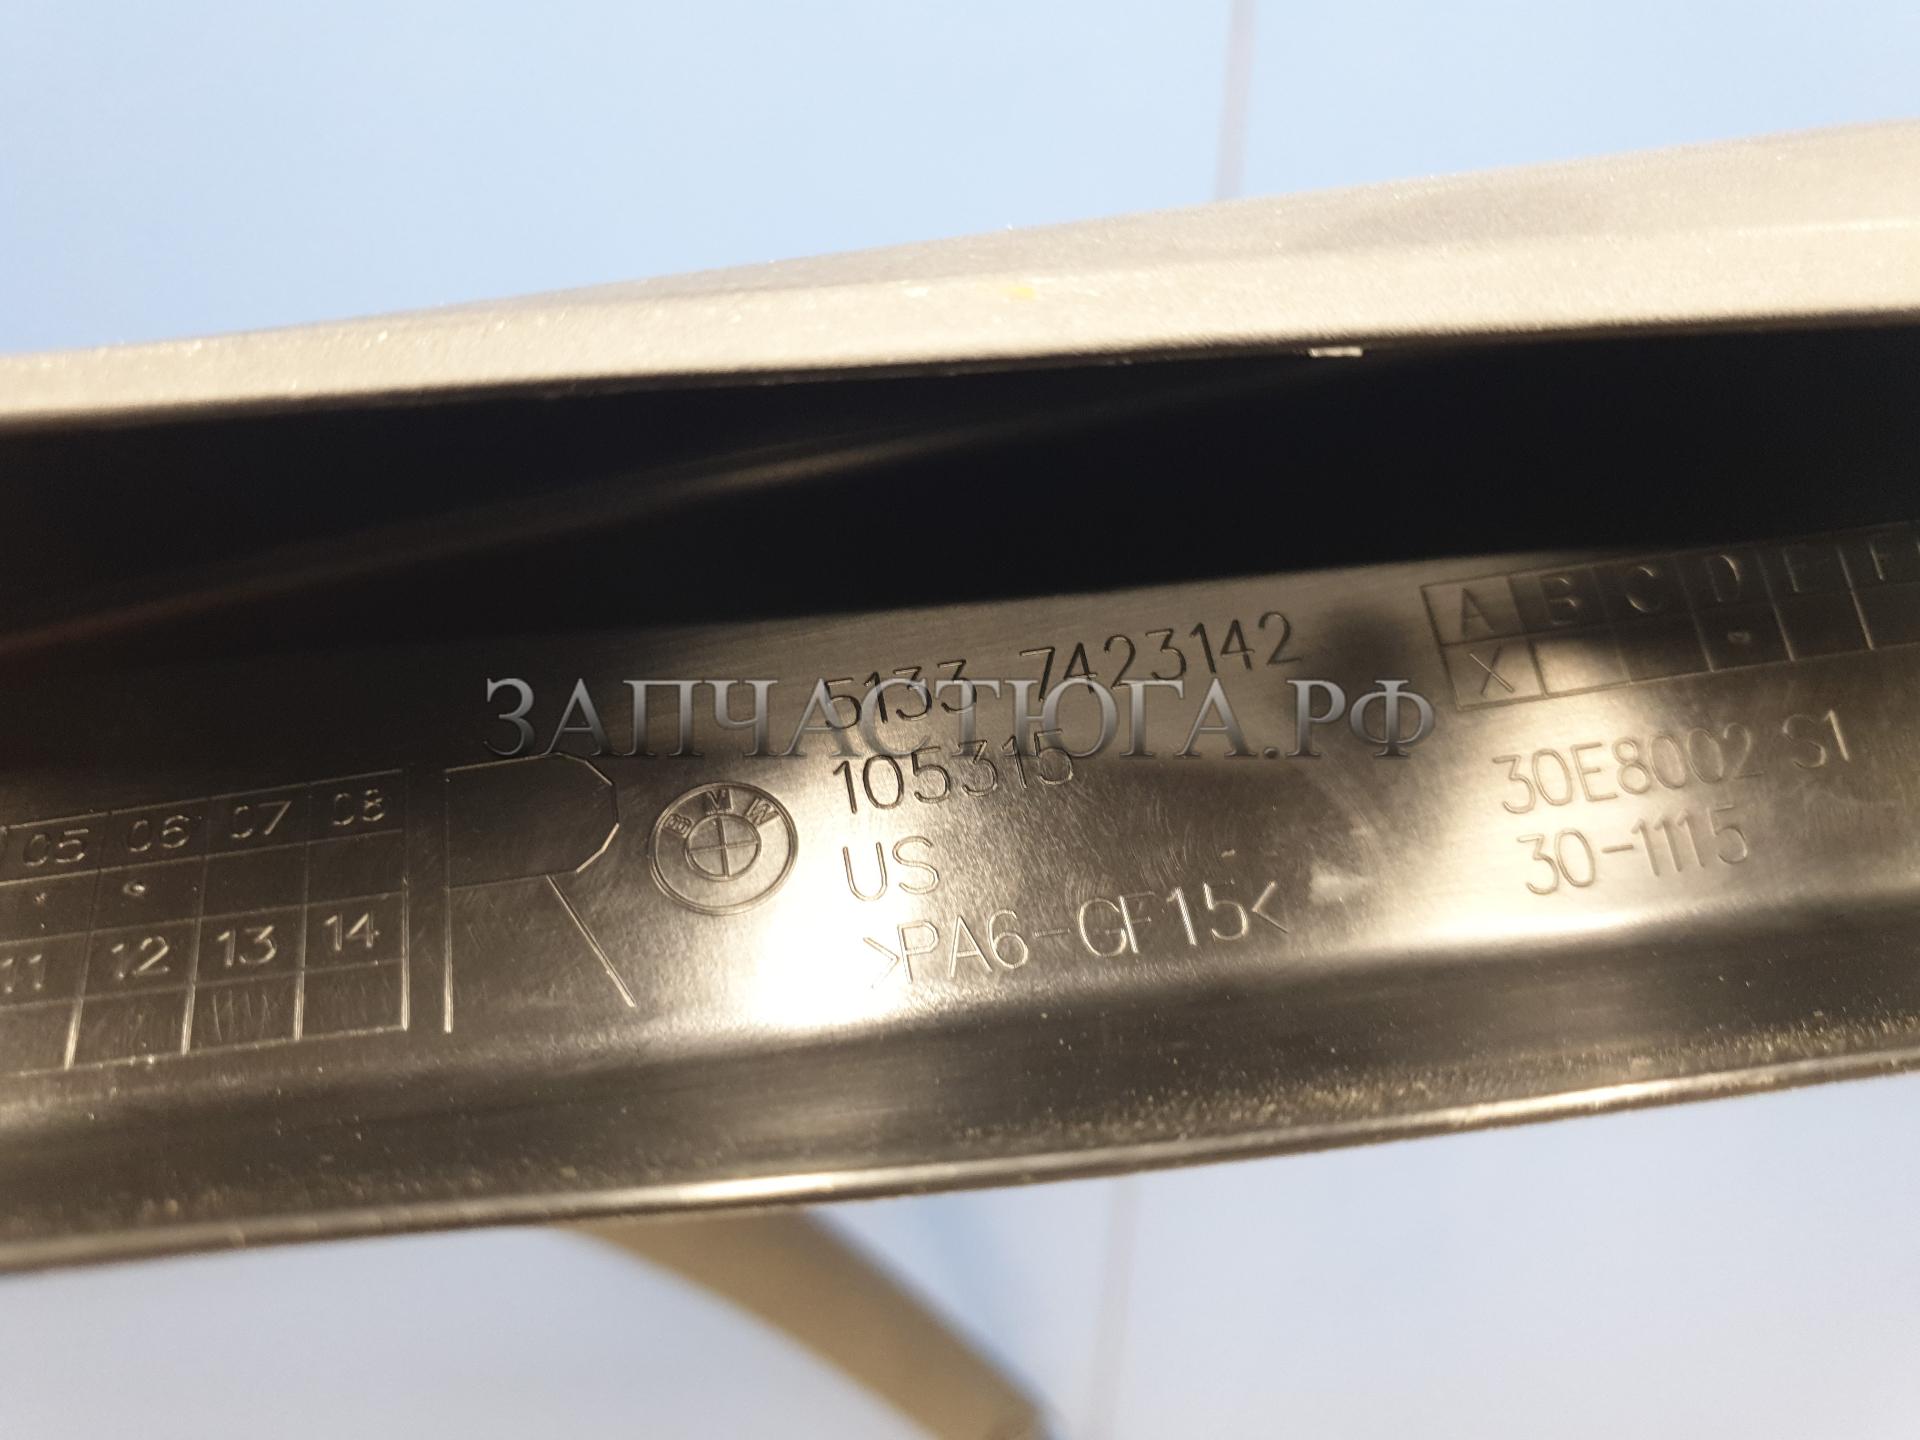 5133 7423142
ЗАПЧАСТЮГА.РФ
105315
US
>PA6-GF15<
BMW
R
05 06 07 08
11 12 13 14
A B C D E F
X
30E8002 S1
30-1115